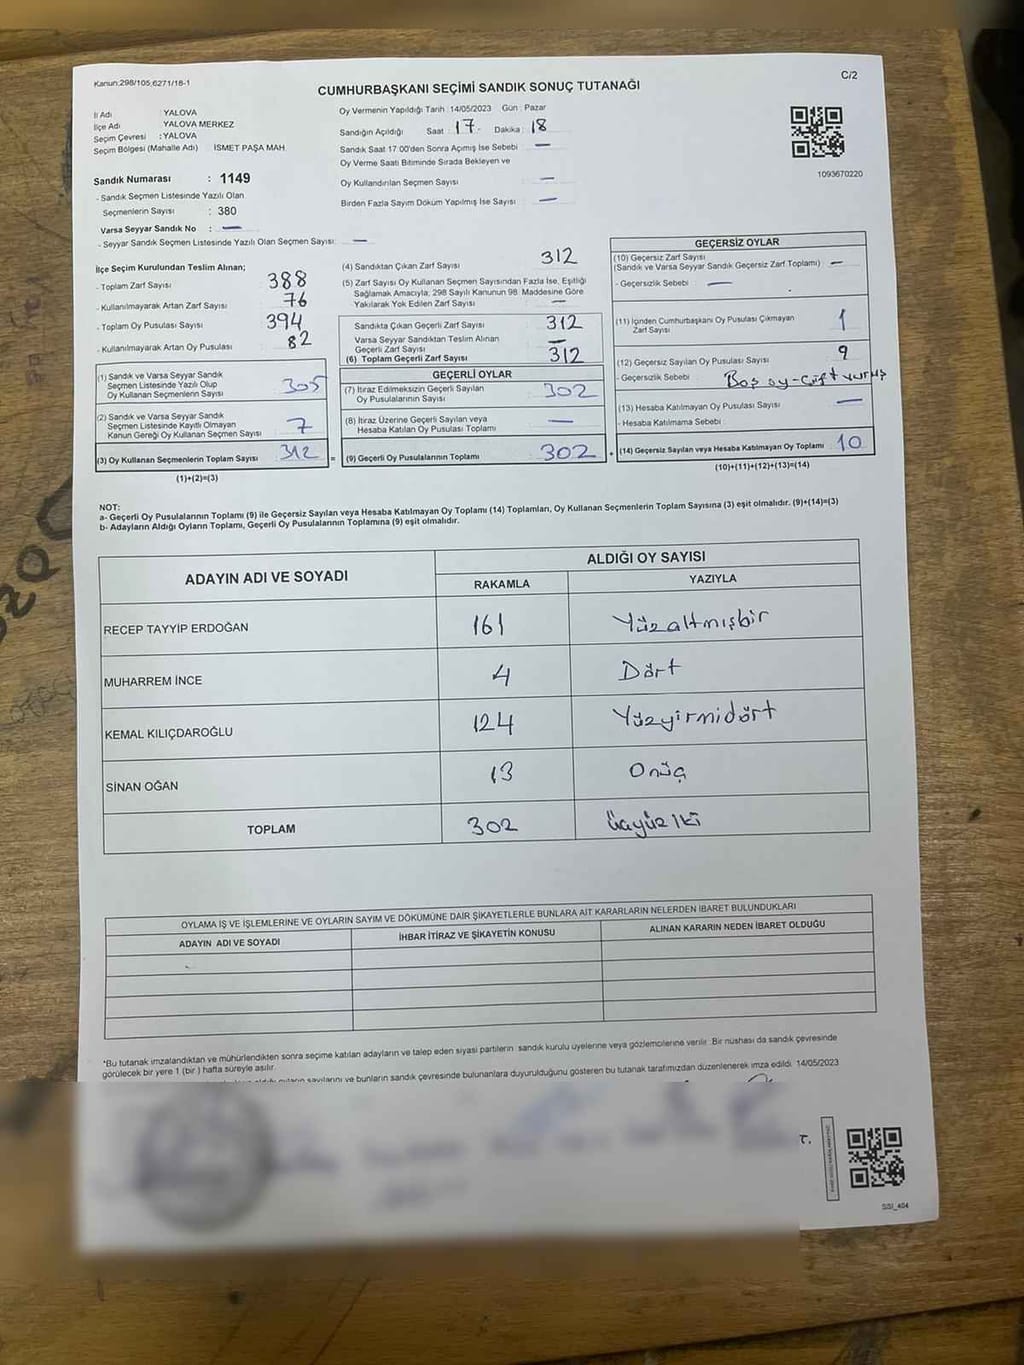 Kanun:298/105,6271/18-1
C/2
CUMHURBAŞKANI SEÇİMİ SANDIK SONUÇ TUTANAĞI
İl Adı YALOVA
İlçe Adı YALOVA MERKEZ
Seçim Çevresi : YALOVA
Seçim Bölgesi (Mahalle Adı) İSMET PAŞA MAH.
Oy Vermenin Yapıldığı Tarih 14/05/2023 Gün : Pazar
Sandığın Açıldığı Saat : 17 Dakika : 18
Sandık Saat 17.00'den Sonra Açımış İse Sebebi —
Oy Verme Saati Bitiminde Sırada Bekleyen ve
Oy Kullandırılan Seçmen Sayısı —
Birden Fazla Sayım Döküm Yapılmış İse Sayısı —
1093670220
Sandık Numarası : 1149
- Sandık Seçmen Listesinde Yazılı Olan
Seçmenlerin Sayısı : 380
Varsa Seyyar Sandık No : —
- Seyyar Sandık Seçmen Listesinde Yazılı Olan Seçmen Sayısı: —
İlçe Seçim Kurulundan Teslim Alınan;
- Toplam Zarf Sayısı 388
- Kullanılmayarak Artan Zarf Sayısı 76
- Toplam Oy Pusulası Sayısı 394
- Kullanılmayarak Artan Oy Pusulası 82
(1) Sandık ve Varsa Seyyar Sandık
Seçmen Listesinde Yazılı Olup
Oy Kullanan Seçmenlerin Sayısı 305
(2) Sandık ve Varsa Seyyar Sandık
Seçmen Listesinde Kayıtlı Olmayan
Kanun Gereği Oy Kullanan Seçmen Sayısı 7
(3) Oy Kullanan Seçmenlerin Toplam Sayısı 312
(1)+(2)=(3)
(4) Sandıktan Çıkan Zarf Sayısı 312
(5) Zarf Sayısı Oy Kullanan Seçmen Sayısından Fazla İse, Eşitliği
Sağlamak Amacıyla, 298 Sayılı Kanunun 98. Maddesine Göre
Yakılarak Yok Edilen Zarf Sayısı —
Sandıkta Çıkan Geçerli Zarf Sayısı 312
Varsa Seyyar Sandıktan Teslim Alınan
Geçerli Zarf Sayısı —
(6) Toplam Geçerli Zarf Sayısı 312
GEÇERLİ OYLAR
(7) İtiraz Edilmeksizin Geçerli Sayılan
Oy Pusulalarının Sayısı 302
(8) İtiraz Üzerine Geçerli Sayılan veya
Hesaba Katılan Oy Pusulası Toplamı —
= (9) Geçerli Oy Pusulalarının Toplamı 302
GEÇERSİZ OYLAR
(10) Geçersiz Zarf Sayısı
(Sandık ve Varsa Seyyar Sandık Geçersiz Zarf Toplamı) —
- Geçersizlik Sebebi —
(11) İçinden Cumhurbaşkanı Oy Pusulası Çıkmayan
Zarf Sayısı 1
(12) Geçersiz Sayılan Oy Pusulası Sayısı 9
- Geçersizlik Sebebi Boş oy-Çift vuruş
(13) Hesaba Katılmayan Oy Pusulası Sayısı —
- Hesaba Katılmama Sebebi
+ (14) Geçersiz Sayılan veya Hesaba Katılmayan Oy Toplamı 10
(10)+(11)+(12)+(13)=(14)
NOT:
a- Geçerli Oy Pusulalarının Toplamı (9) ile Geçersiz Sayılan veya Hesaba Katılmayan Oy Toplamı (14) Toplamları, Oy Kullanan Seçmenlerin Toplam Sayısına (3) eşit olmalıdır. (9)+(14)=(3)
b- Adayların Aldığı Oyların Toplamı, Geçerli Oy Pusulalarının Toplamına (9) eşit olmalıdır.
ADAYIN ADI VE SOYADI
ALDIĞI OY SAYISI
RAKAMLA YAZIYLA
RECEP TAYYİP ERDOĞAN 161 Yüzaltmışbir
MUHARREM İNCE 4 Dört
KEMAL KILIÇDAROĞLU 124 Yüzyirmidört
SİNAN OĞAN 13 Onüç
TOPLAM 302 üçyüziki
OYLAMA İŞ VE İŞLEMLERİNE VE OYLARIN SAYIM VE DÖKÜMÜNE DAİR ŞİKAYETLERLE BUNLARA AİT KARARLARIN NELERDEN İBARET BULUNDUKLARI
ADAYIN ADI VE SOYADI İHBAR İTİRAZ VE ŞİKAYETİN KONUSU ALINAN KARARIN NEDEN İBARET OLDUĞU
*Bu tutanak imzalandıktan ve mühürlendikten sonra seçime katılan adayların ve talep eden siyasi partilerin sandık kurulu üyelerine veya gözlemcilerine verilir. Bir nüshası da sandık çevresinde
görülecek bir yere 1 (bir) hafta süreyle asılır.
sayılarını ve bunların sandık çevresinde bulunanlara duyurulduğunu gösteren bu tutanak tarafımızdan düzenlenerek imza edildi. 14/05/2023
T.
SSI_404